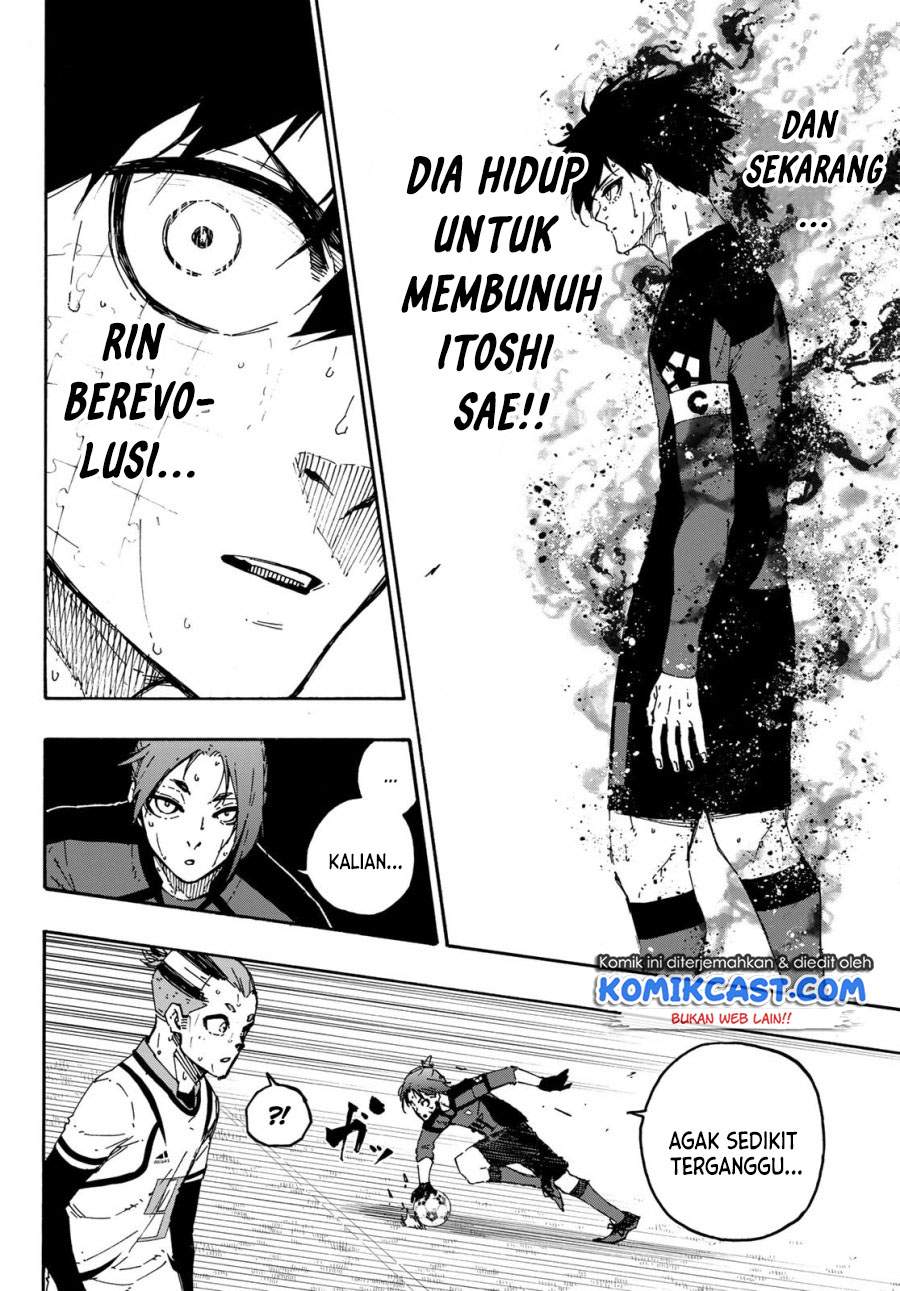 DAN
SEKARANG
...
DIA HIDUP
UNTUK
MEMBUNUH
ITOSHI
SAE!!
C
RIN
BEREVO-
LUSI...
...
KALIAN...
Komik ini diterjemahkan & diedit oleh
KOMIKCAST.COM
BUKAN WEB LAIN!!
?!
AGAK SEDIKIT
TERGANGGU...